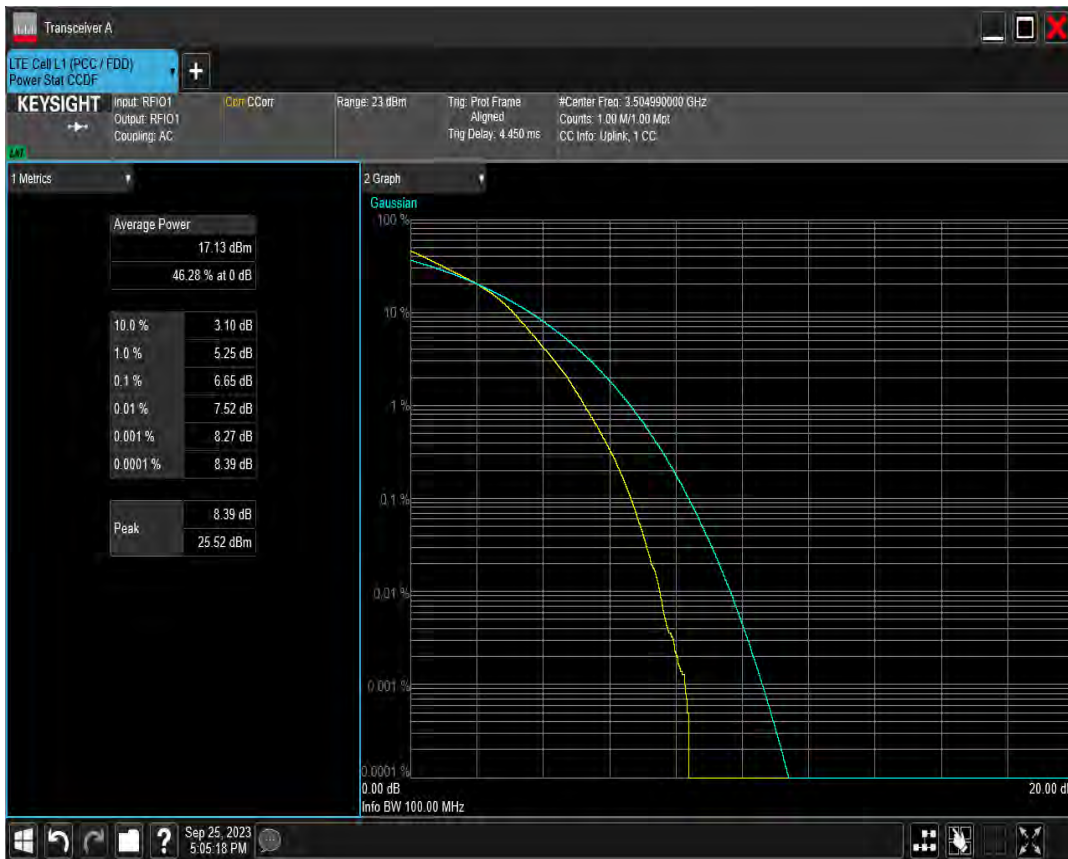 Transceiver A
LTE Cell L1 (PCC / FDD)
Power Stat CCDF
+
KEYSIGHT
Input: RFIO1
Output: RFIO1
Coupling: AC
Corr CCorr
Range: 23 dBm
Trig: Prot Frame
Aligned
Trig Delay: 4.450 ms
#Center Freq: 3.504990000 GHz
Counts: 1.00 M/1.00 Mpt
CC Info: Uplink, 1 CC
LXI
1 Metrics
Average Power
17.13 dBm
46.28 % at 0 dB
10.0 % 3.10 dB
1.0 % 5.25 dB
0.1 % 6.65 dB
0.01 % 7.52 dB
0.001 % 8.27 dB
0.0001 % 8.39 dB
Peak
8.39 dB
25.52 dBm
2 Graph
Gaussian
100 %
10 %
1 %
0.1 %
0.01 %
0.001 %
0.0001 %
0.00 dB
20.00 d
Info BW 100.00 MHz
?
Sep 25, 2023
5:05:18 PM